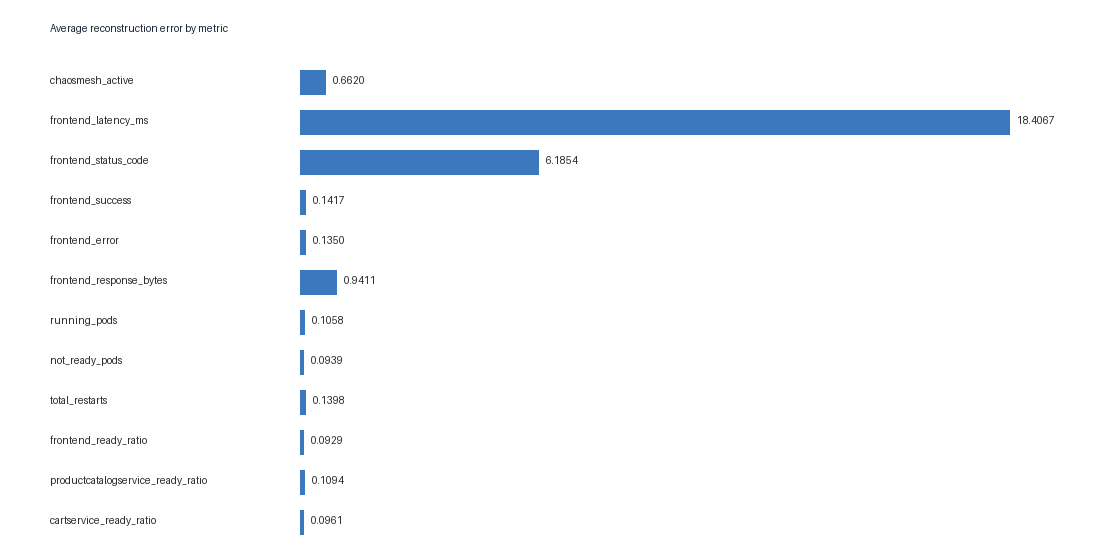 Average reconstruction error by metric
chaosmesh_active 0.6620
frontend_latency_ms 18.4067
frontend_status_code 6.1854
frontend_success 0.1417
frontend_error 0.1350
frontend_response_bytes 0.9411
running_pods 0.1058
not_ready_pods 0.0939
total_restarts 0.1398
frontend_ready_ratio 0.0929
productcatalogservice_ready_ratio 0.1094
cartservice_ready_ratio 0.0961